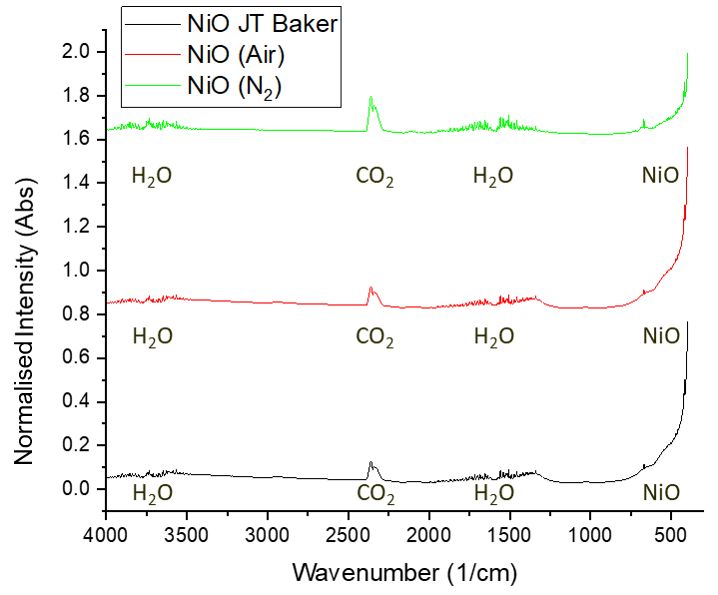 NiO JT Baker
NiO (Air)
NiO (N₂)
2.0
1.8
1.6
1.4
1.2
1.0
0.8
0.6
0.4
0.2
0.0
Normalised Intensity (Abs)
H₂O CO₂ H₂O NiO
H₂O CO₂ H₂O NiO
H₂O CO₂ H₂O NiO
4000 3500 3000 2500 2000 1500 1000 500
Wavenumber (1/cm)